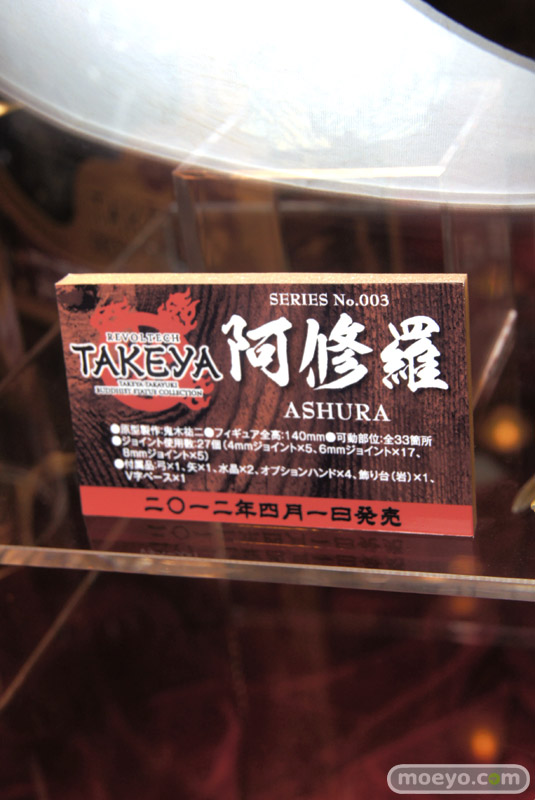 SERIES No.003
REVOLTECH
TAKEYA
TAKEYA TAKAYUKI
BUDDHIST STATUE COLLECTION
阿修羅
ASHURA
●原型製作:鬼木祐二●フィギュア全高:140mm●可動部位:全33箇所
●ジョイント使用数:27個(4mmジョイント×5、6mmジョイント×17、
8mmジョイント×5)
●付属品:弓×1、矢×1、水晶×2、オプションハンド×4、飾り台(岩)×1、
V字ベース×1
二〇一二年四月一日発売
moeyo.com